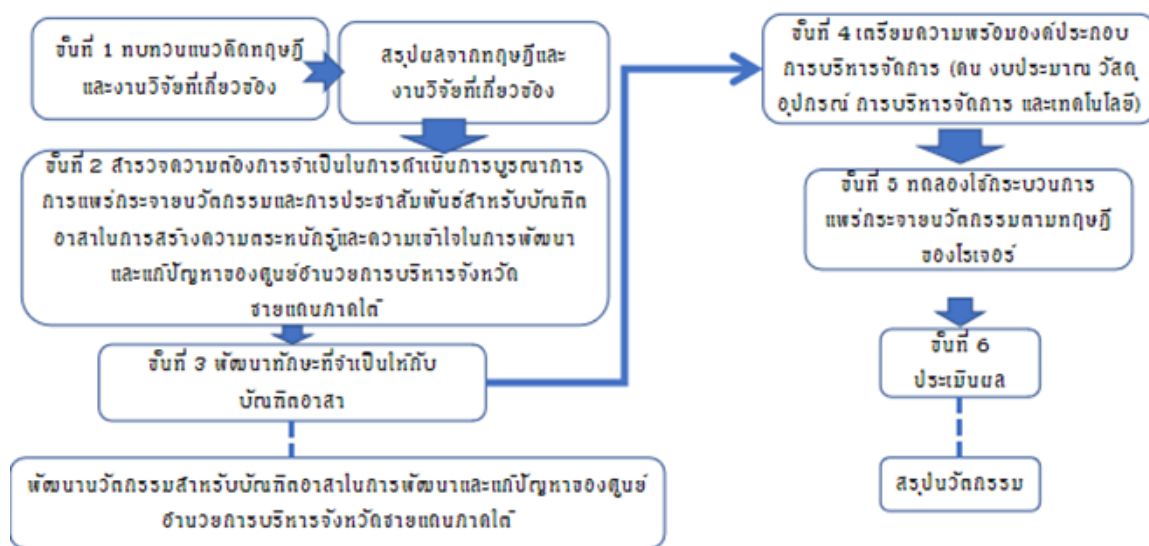 ขั้นที่ 1 ทบทวนแนวคิดทฤษฎี
และงานวิจัยที่เกี่ยวข้อง
สรุปผลจากทฤษฎีและ
งานวิจัยที่เกี่ยวข้อง
ขั้นที่ 2 สำรวจความต้องการจำเป็นในการดำเนินการบูรณาการ
การแพร่กระจายนวัตกรรมและการประชาสัมพันธ์สำหรับบัณฑิต
อาสาในการสร้างความตระหนักรู้และความเข้าใจในการพัฒนา
และแก้ปัญหาของศูนย์อำนวยการบริหารจังหวัด
ชายแดนภาคใต้
ขั้นที่ 3 พัฒนาทักษะที่จำเป็นให้กับ
บัณฑิตอาสา
พัฒนานวัตกรรมสำหรับบัณฑิตอาสาในการพัฒนาและแก้ปัญหาของศูนย์
อำนวยการบริหารจังหวัดชายแดนภาคใต้
ขั้นที่ 4 เตรียมความพร้อมองค์ประกอบ
การบริหารจัดการ (คน งบประมาณ วัสดุ
อุปกรณ์ การบริหารจัดการ และเทคโนโลยี)
ขั้นที่ 5 ทดลองใช้กระบวนการ
แพร่กระจายนวัตกรรมตามทฤษฎี
ของโรเจอร์
ขั้นที่ 6
ประเมินผล
สรุปนวัตกรรม